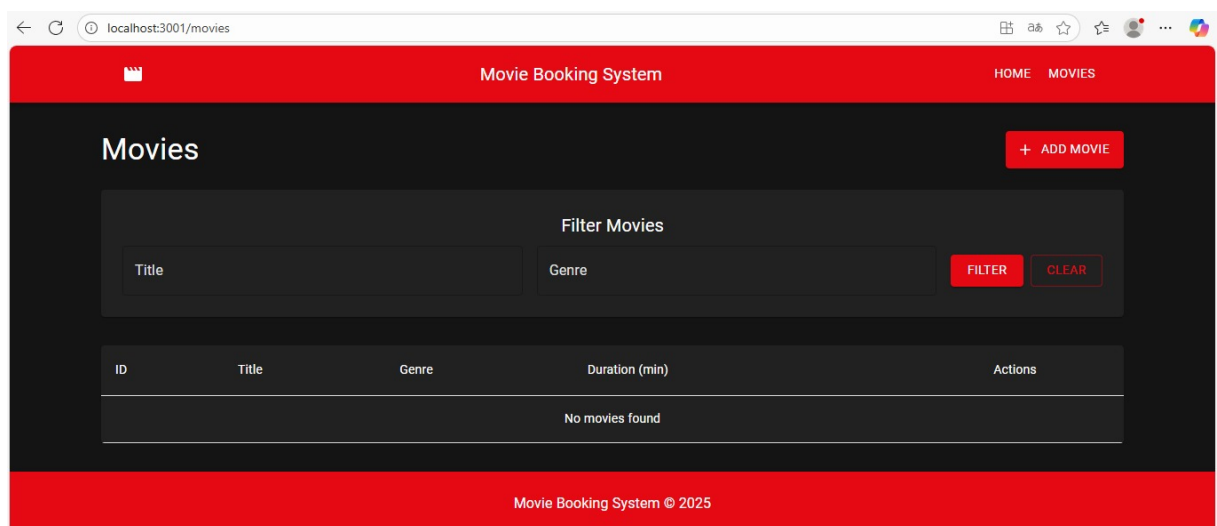 localhost:3001/movies
Movie Booking System
HOME MOVIES
Movies
+ ADD MOVIE
Filter Movies
Title Genre FILTER CLEAR
ID Title Genre Duration (min) Actions
No movies found
Movie Booking System © 2025